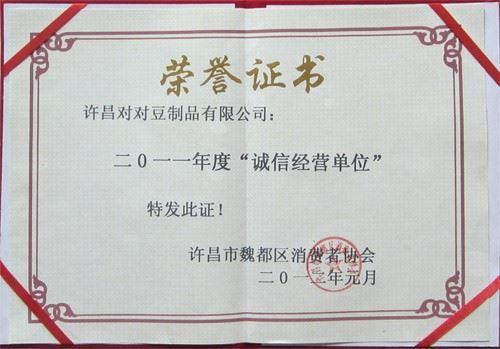 荣誉证书
许昌对对豆制品有限公司：
二O一一年度“诚信经营单位”
特发此证！
许昌市魏都区消费者协会
二O一二年元月